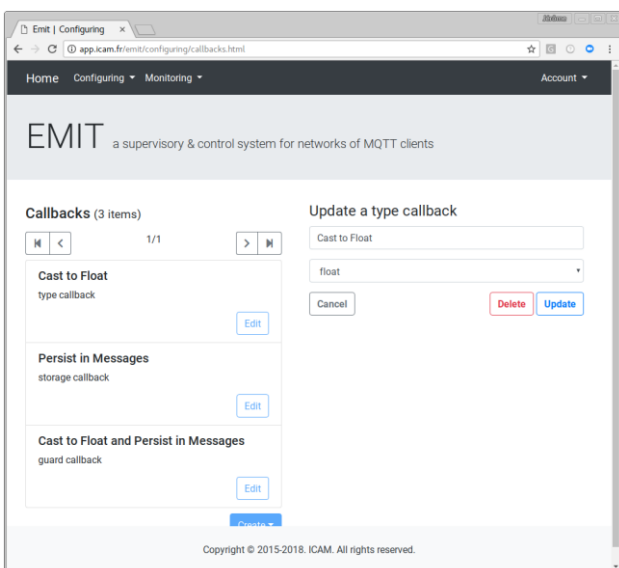 Emit | Configuring
app.icam.fr/emit/configuring/callbacks.html
Home Configuring Monitoring Account
EMIT a supervisory & control system for networks of MQTT clients
Callbacks (3 items)
1/1
Cast to Float
type callback
Edit
Persist in Messages
storage callback
Edit
Cast to Float and Persist in Messages
guard callback
Edit
Create
Update a type callback
Cast to Float
float
Cancel Delete Update
Copyright © 2015-2018. ICAM. All rights reserved.